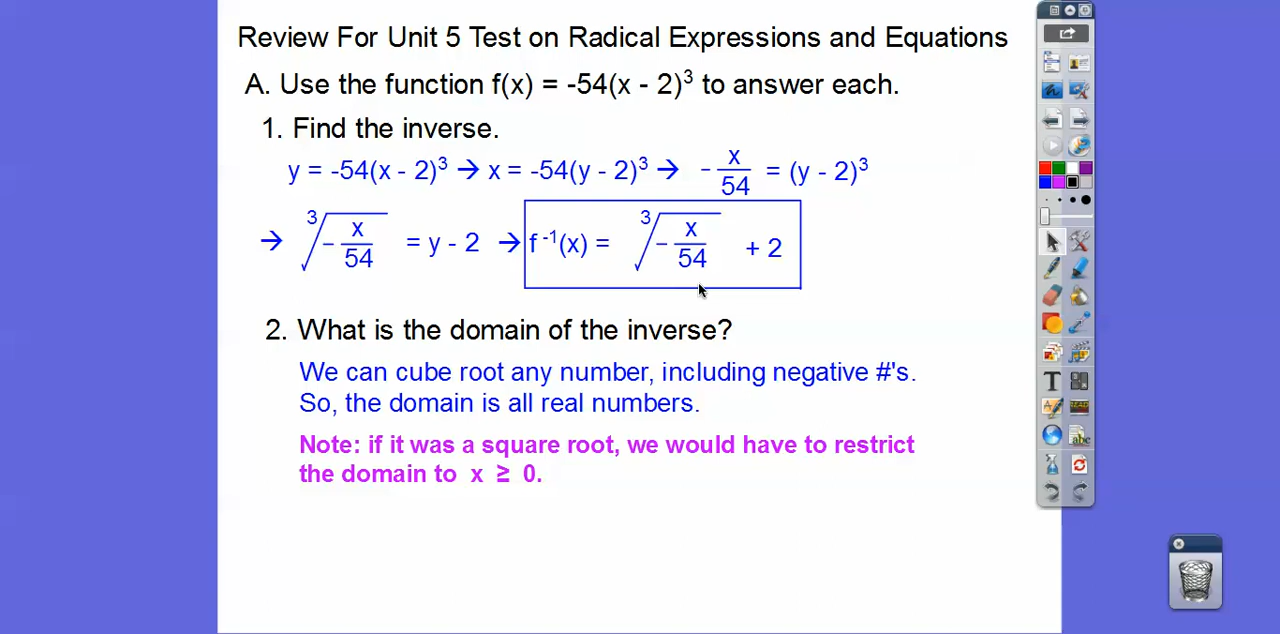 Review For Unit 5 Test on Radical Expressions and Equations
A. Use the function f(x) = -54(x - 2)³ to answer each.
1. Find the inverse.
y = -54(x - 2)³ → x = -54(y - 2)³ → - x/54 = (y - 2)³
→ ³√(- x/54) = y - 2 → f⁻¹(x) = ³√(- x/54) + 2
2. What is the domain of the inverse?
We can cube root any number, including negative #'s.
So, the domain is all real numbers.
Note: if it was a square root, we would have to restrict
the domain to x ≥ 0.